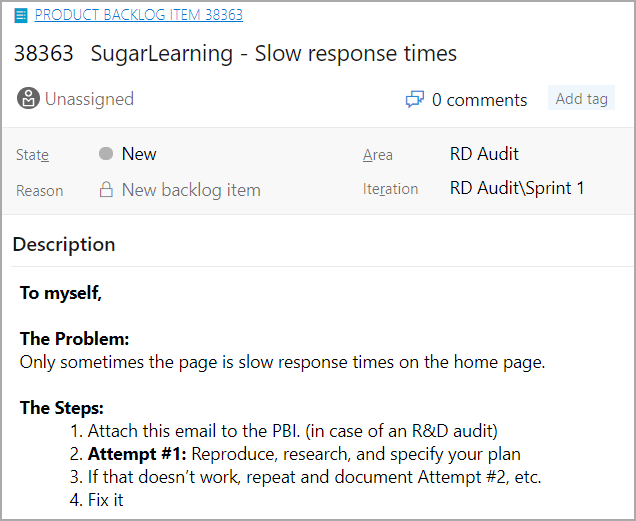 PRODUCT BACKLOG ITEM 38363
38363 SugarLearning - Slow response times
Unassigned
0 comments
Add tag
State
New
Area
RD Audit
Reason
New backlog item
Iteration
RD Audit\Sprint 1
Description
To myself,
The Problem:
Only sometimes the page is slow response times on the home page.
The Steps:
1. Attach this email to the PBI. (in case of an R&D audit)
2. Attempt #1: Reproduce, research, and specify your plan
3. If that doesn't work, repeat and document Attempt #2, etc.
4. Fix it